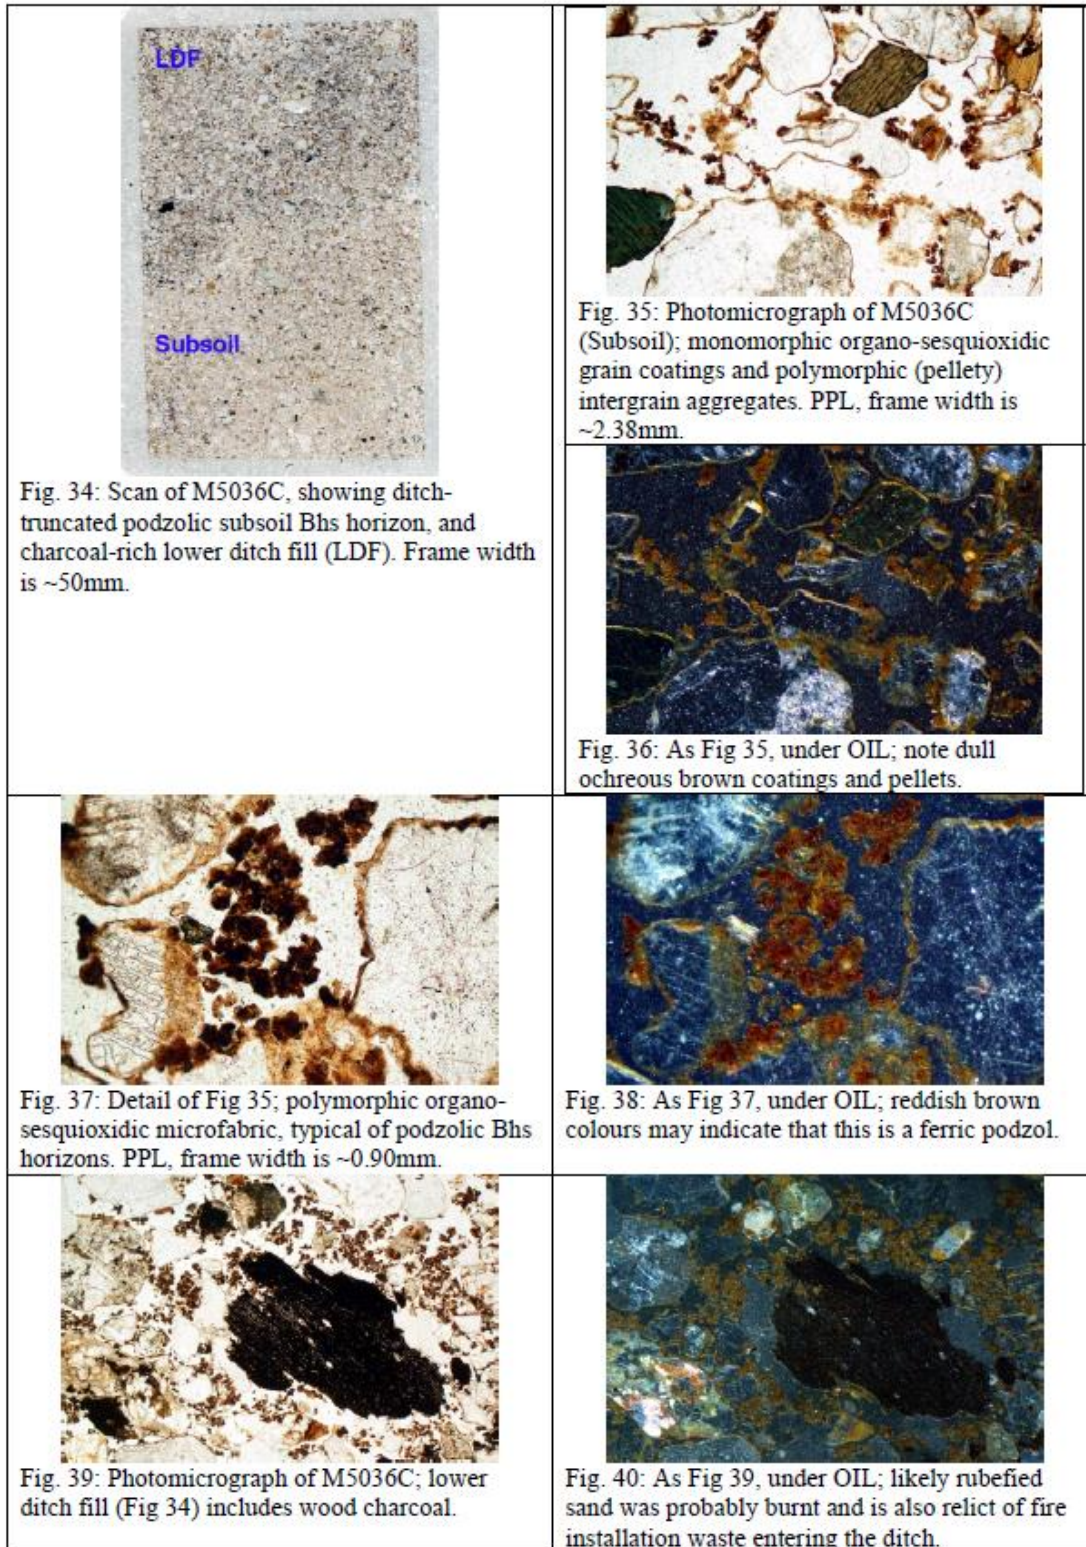 LDF
Subsoil
Fig. 34: Scan of M5036C, showing ditch-
truncated podzolic subsoil Bhs horizon, and
charcoal-rich lower ditch fill (LDF). Frame width
is ~50mm.
Fig. 35: Photomicrograph of M5036C
(Subsoil); monomorphic organo-sesquioxidic
grain coatings and polymorphic (pellety)
intergrain aggregates. PPL, frame width is
~2.38mm.
Fig. 36: As Fig 35, under OIL; note dull
ochreous brown coatings and pellets.
Fig. 37: Detail of Fig 35; polymorphic organo-
sesquioxidic microfabric, typical of podzolic Bhs
horizons. PPL, frame width is ~0.90mm.
Fig. 38: As Fig 37, under OIL; reddish brown
colours may indicate that this is a ferric podzol.
Fig. 39: Photomicrograph of M5036C; lower
ditch fill (Fig 34) includes wood charcoal.
Fig. 40: As Fig 39, under OIL; likely rubefied
sand was probably burnt and is also relict of fire
installation waste entering the ditch.